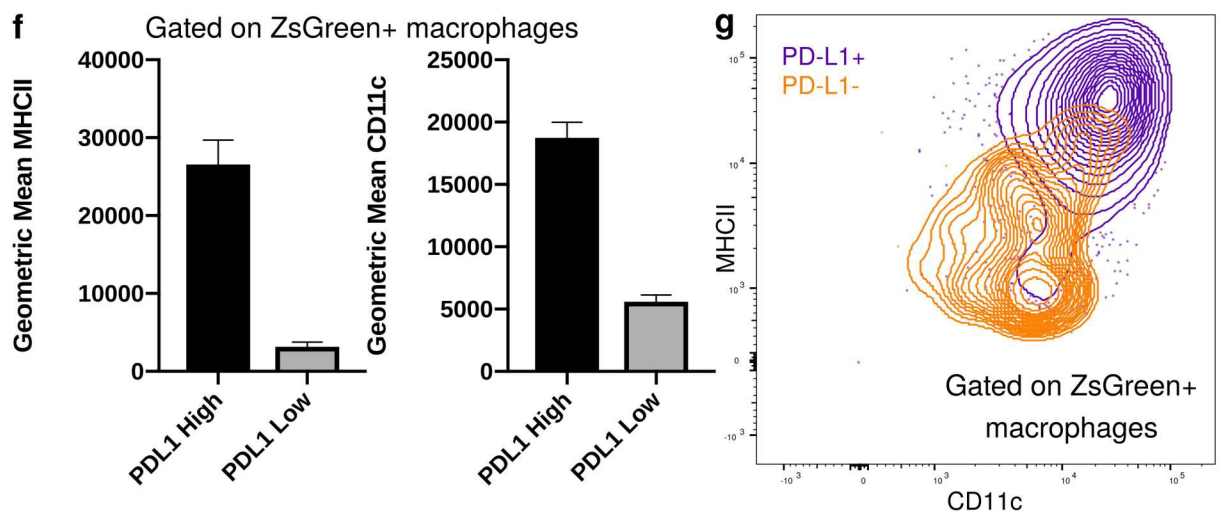 f
Gated on ZsGreen+ macrophages
Geometric Mean MHCII
40000
30000
20000
10000
0
PDL1 High
PDL1 Low
Geometric Mean CD11c
25000
20000
15000
10000
5000
0
PDL1 High
PDL1 Low
g
PD-L1+
PD-L1-
MHCII
10 5
10 4
10 3
0
-10 3
Gated on ZsGreen+
macrophages
-10 3
0
10 3
10 4
10 5
CD11c